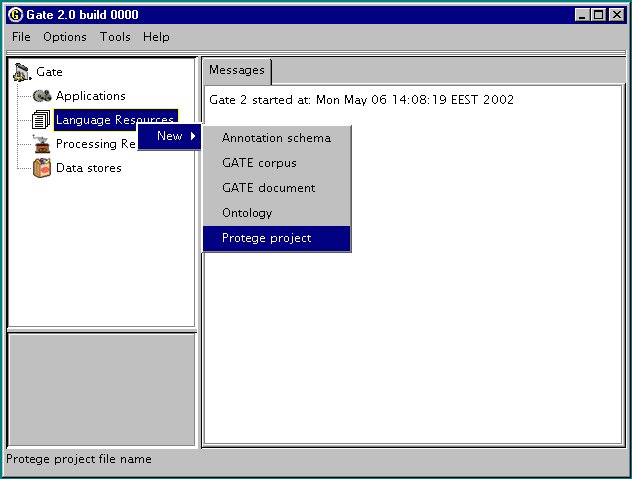 Gate 2.0 build 0000
File Options Tools Help
Gate
Applications
Language Resources
Processing Re
Data stores
New
Annotation schema
GATE corpus
GATE document
Ontology
Protege project
Messages
Gate 2 started at: Mon May 06 14:08:19 EEST 2002
Protege project file name